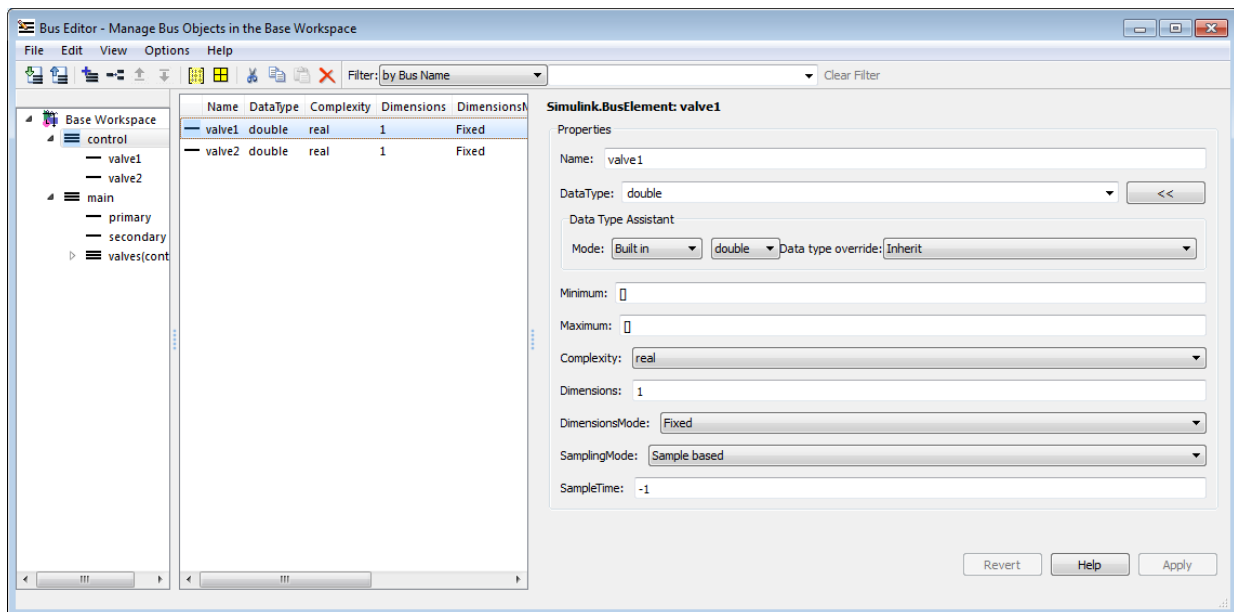 Bus Editor - Manage Bus Objects in the Base Workspace
File Edit View Options Help
Filter: by Bus Name Clear Filter
Base Workspace
control
valve1
valve2
main
primary
secondary
valves(cont
Name DataType Complexity Dimensions DimensionsM
valve1 double real 1 Fixed
valve2 double real 1 Fixed
Simulink.BusElement: valve1
Properties
Name: valve1
DataType: double <<
Data Type Assistant
Mode: Built in double Data type override: Inherit
Minimum: []
Maximum: []
Complexity: real
Dimensions: 1
DimensionsMode: Fixed
SamplingMode: Sample based
SampleTime: -1
Revert Help Apply